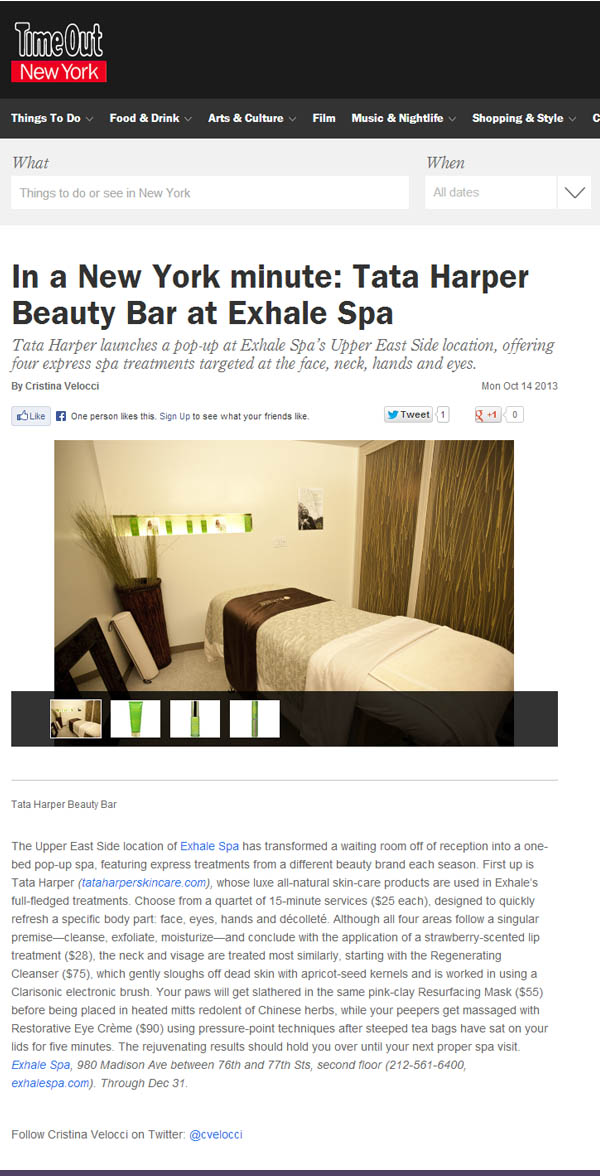 TimeOut
New York
Things To Do Food & Drink Arts & Culture Film Music & Nightlife Shopping & Style C
What When
Things to do or see in New York All dates
In a New York minute: Tata Harper
Beauty Bar at Exhale Spa
Tata Harper launches a pop-up at Exhale Spa's Upper East Side location, offering
four express spa treatments targeted at the face, neck, hands and eyes.
By Cristina Velocci Mon Oct 14 2013
Like One person likes this. Sign Up to see what your friends like. Tweet 1 +1 0
Tata Harper Beauty Bar
The Upper East Side location of Exhale Spa has transformed a waiting room off of reception into a one-
bed pop-up spa, featuring express treatments from a different beauty brand each season. First up is
Tata Harper (tataharperskincare.com), whose luxe all-natural skin-care products are used in Exhale's
full-fledged treatments. Choose from a quartet of 15-minute services ($25 each), designed to quickly
refresh a specific body part: face, eyes, hands and décolleté. Although all four areas follow a singular
premise—cleanse, exfoliate, moisturize—and conclude with the application of a strawberry-scented lip
treatment ($28), the neck and visage are treated most similarly, starting with the Regenerating
Cleanser ($75), which gently sloughs off dead skin with apricot-seed kernels and is worked in using a
Clarisonic electronic brush. Your paws will get slathered in the same pink-clay Resurfacing Mask ($55)
before being placed in heated mitts redolent of Chinese herbs, while your peepers get massaged with
Restorative Eye Crème ($90) using pressure-point techniques after steeped tea bags have sat on your
lids for five minutes. The rejuvenating results should hold you over until your next proper spa visit.
Exhale Spa, 980 Madison Ave between 76th and 77th Sts, second floor (212-561-6400,
exhalespa.com). Through Dec 31.
Follow Cristina Velocci on Twitter: @cvelocci